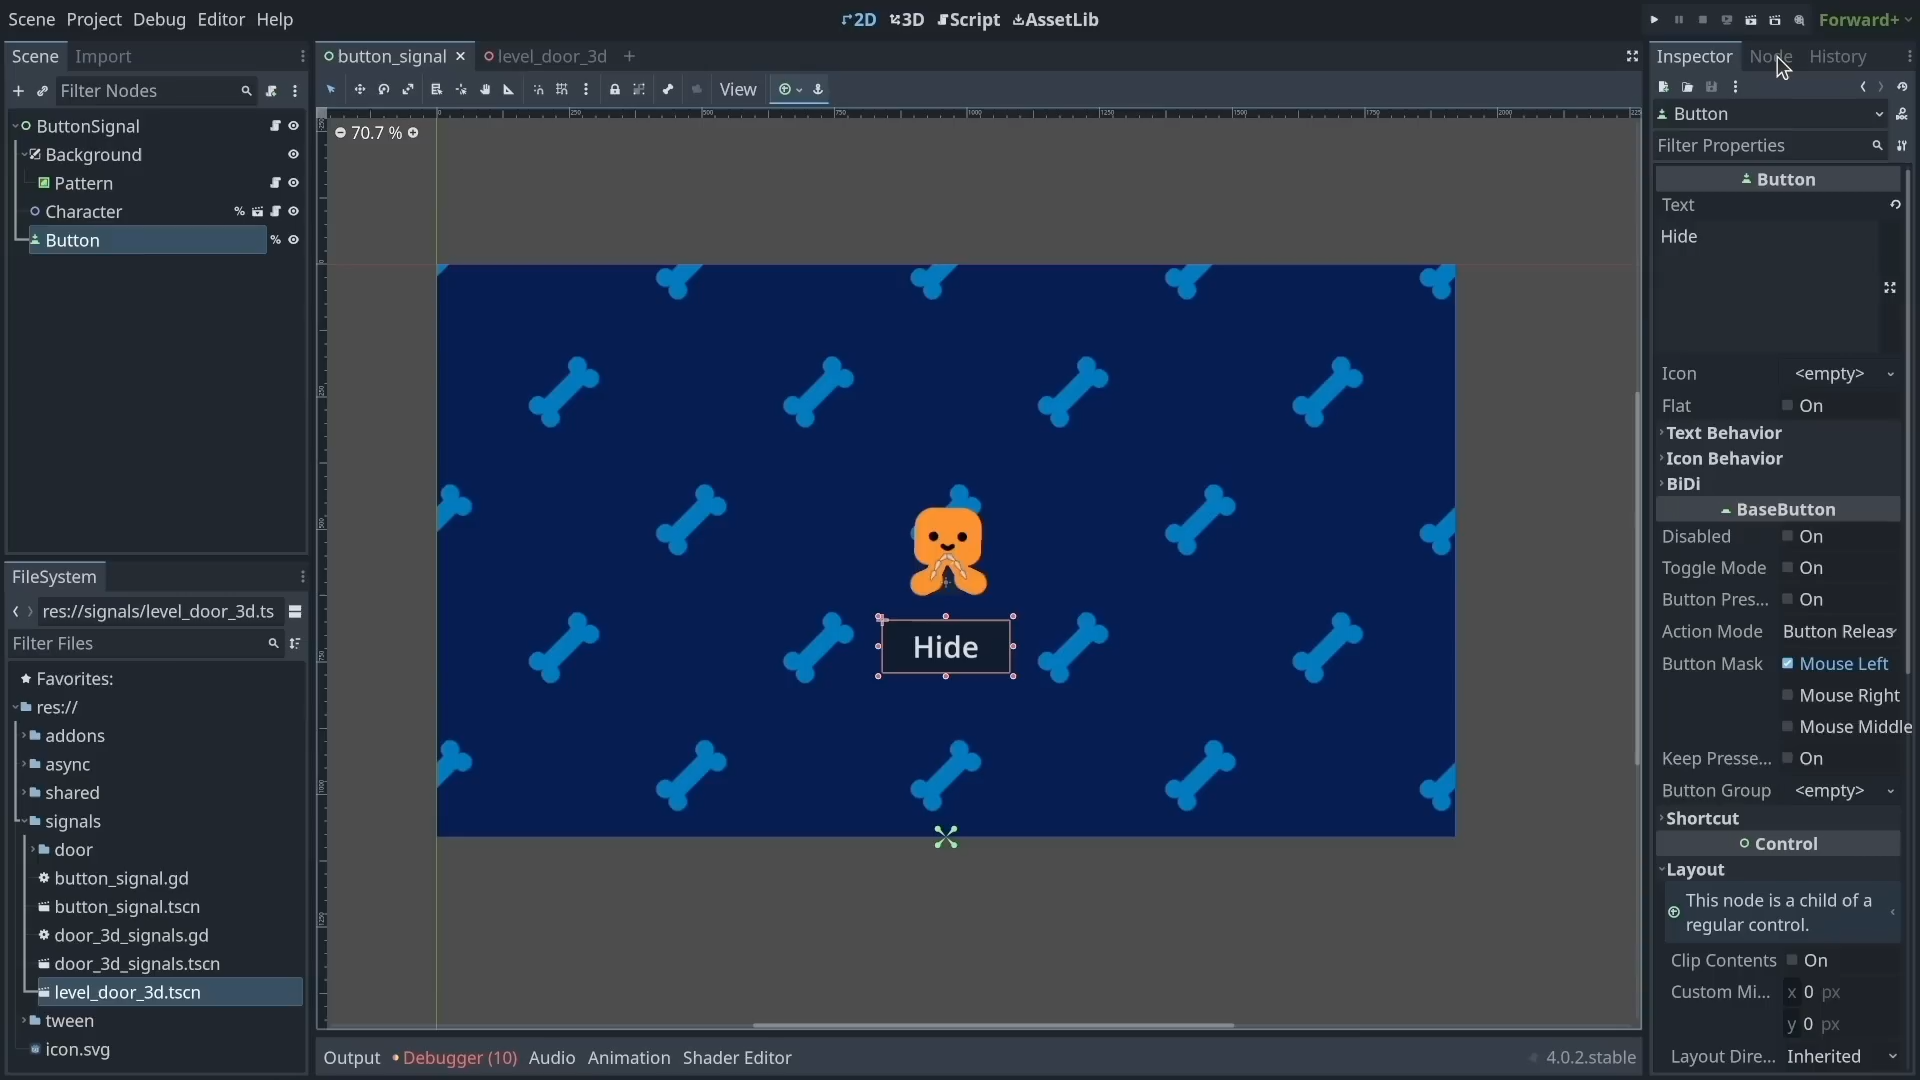 Scene Project Debug Editor Help
2D 3D Script AssetLib
Forward+
Scene Import
button_signal level_door_3d
Inspector Node History
Filter Nodes
View
ButtonSignal
Background
Pattern
Character
Button
70.7 %
Hide
FileSystem
res://signals/level_door_3d.ts
Filter Files
Favorites:
res://
addons
async
shared
signals
door
button_signal.gd
button_signal.tscn
door_3d_signals.gd
door_3d_signals.tscn
level_door_3d.tscn
tween
icon.svg
Output Debugger (10) Audio Animation Shader Editor
4.0.2.stable
Button
Filter Properties
Button
Text
Hide
Icon <empty>
Flat On
Text Behavior
Icon Behavior
BiDi
BaseButton
Disabled On
Toggle Mode On
Button Pres... On
Action Mode Button Releas
Button Mask Mouse Left
Mouse Right
Mouse Middle
Keep Presse... On
Button Group <empty>
Shortcut
Control
Layout
This node is a child of a
regular control.
Clip Contents On
Custom Mi... x 0 px
y 0 px
Layout Dire... Inherited